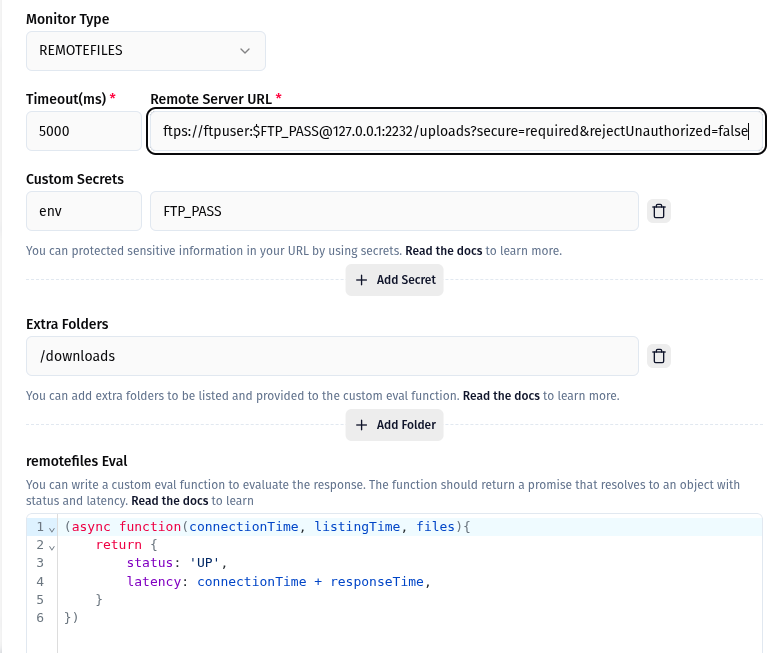 Monitor Type
REMOTEFILES
Timeout(ms) * Remote Server URL *
5000 ftps://ftpuser:$FTP_PASS@127.0.0.1:2232/uploads?secure=required&rejectUnauthorized=false
Custom Secrets
env FTP_PASS
You can protected sensitive information in your URL by using secrets. Read the docs to learn more.
+ Add Secret
Extra Folders
/downloads
You can add extra folders to be listed and provided to the custom eval function. Read the docs to learn more.
+ Add Folder
remotefiles Eval
You can write a custom eval function to evaluate the response. The function should return a promise that resolves to an object with
status and latency. Read the docs to learn
1 (async function(connectionTime, listingTime, files){
2     return {
3         status: 'UP',
4         latency: connectionTime + responseTime,
5     }
6 })